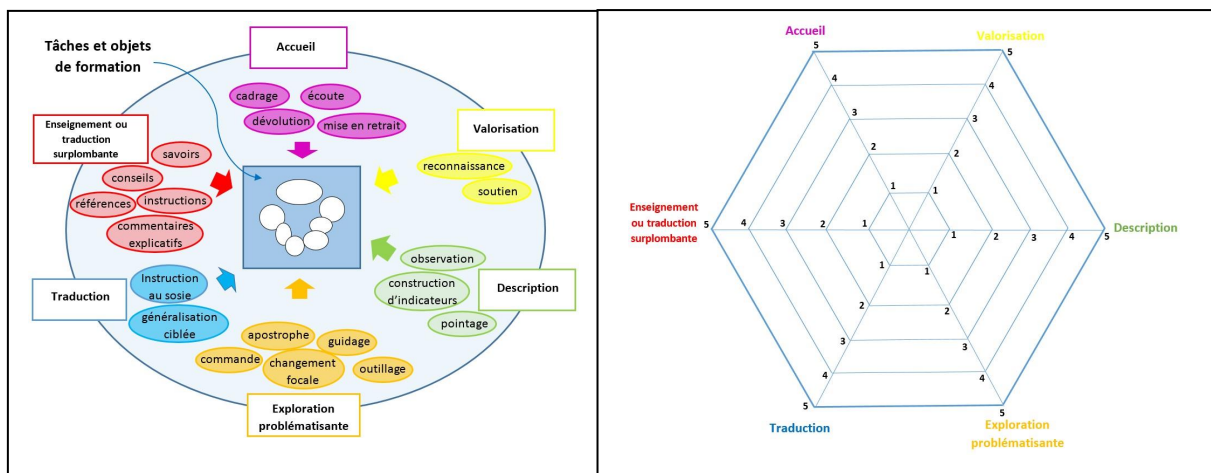 Tâches et objets
de formation
Accueil
cadrage
écoute
dévolution
mise en retrait
Enseignement ou
traduction
surplombante
savoirs
conseils
références
instructions
commentaires
explicatifs
Valorisation
reconnaissance
soutien
Traduction
Instruction
au sosie
généralisation
ciblée
observation
construction
d'indicateurs
pointage
Description
apostrophe
guidage
commande
changement
focale
outillage
Exploration
problématisante
Accueil
Valorisation
5
5
4
4
3
3
2
2
1
1
Enseignement
ou traduction
surplombante
5
4
3
2
1
1
2
3
4
5
Description
1
1
2
2
3
3
4
4
5
5
Traduction
Exploration
problématisante